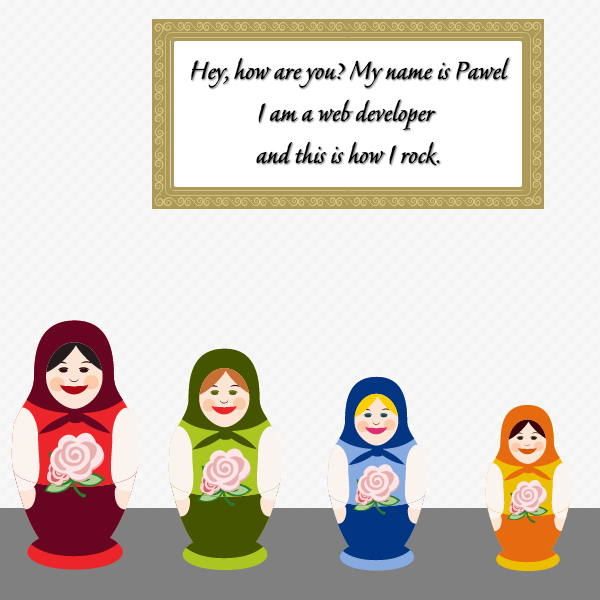 Hey, how are you? My name is Pawel
I am a web developer
and this is how I rock.